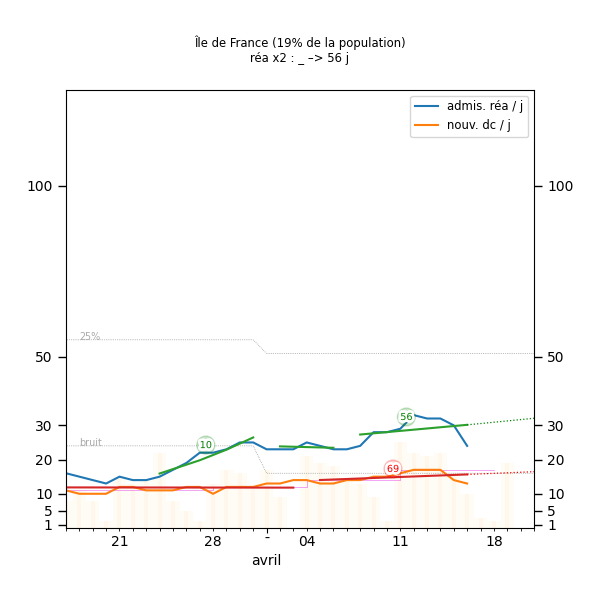 Île de France (19% de la population)
réa x2 : _ –> 56 j
admis. réa / j
nouv. dc / j
100 100
25%
50 50
56
30 30
bruit 10
20 20
69
10 10
5 5
1 1
21 28 - 04 11 18
avril